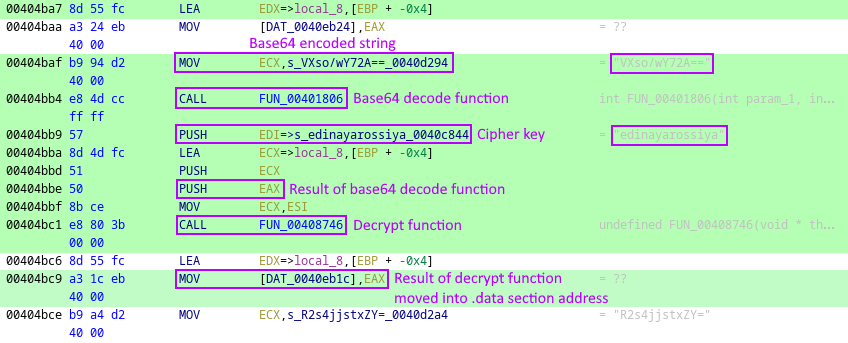 00404ba7 8d 55 fc LEA EDX=>local_8,[EBP + -0x4]
00404baa a3 24 eb MOV [DAT_0040eb24],EAX = ??
40 00
Base64 encoded string
00404baf b9 94 d2 MOV ECX,s_VXso/wY72A==_0040d294 = "VXso/wY72A=="
40 00
00404bb4 e8 4d cc CALL FUN_00401806 Base64 decode function int FUN_00401806(int param_1, in...
ff ff
00404bb9 57 PUSH EDI=>s_edinayarossiya_0040c844 Cipher key = "edinayarossiya"
00404bba 8d 4d fc LEA ECX=>local_8,[EBP + -0x4]
00404bbd 51 PUSH ECX
00404bbe 50 PUSH EAX Result of base64 decode function
00404bbf 8b ce MOV ECX,ESI
00404bc1 e8 80 3b CALL FUN_00408746 Decrypt function undefined FUN_00408746(void * th...
00 00
00404bc6 8d 55 fc LEA EDX=>local_8,[EBP + -0x4]
00404bc9 a3 1c eb MOV [DAT_0040eb1c],EAX Result of decrypt function = ??
40 00 moved into .data section address
00404bce b9 a4 d2 MOV ECX,s_R2s4jjstxZY=_0040d2a4 = "R2s4jjstxZY="
40 00